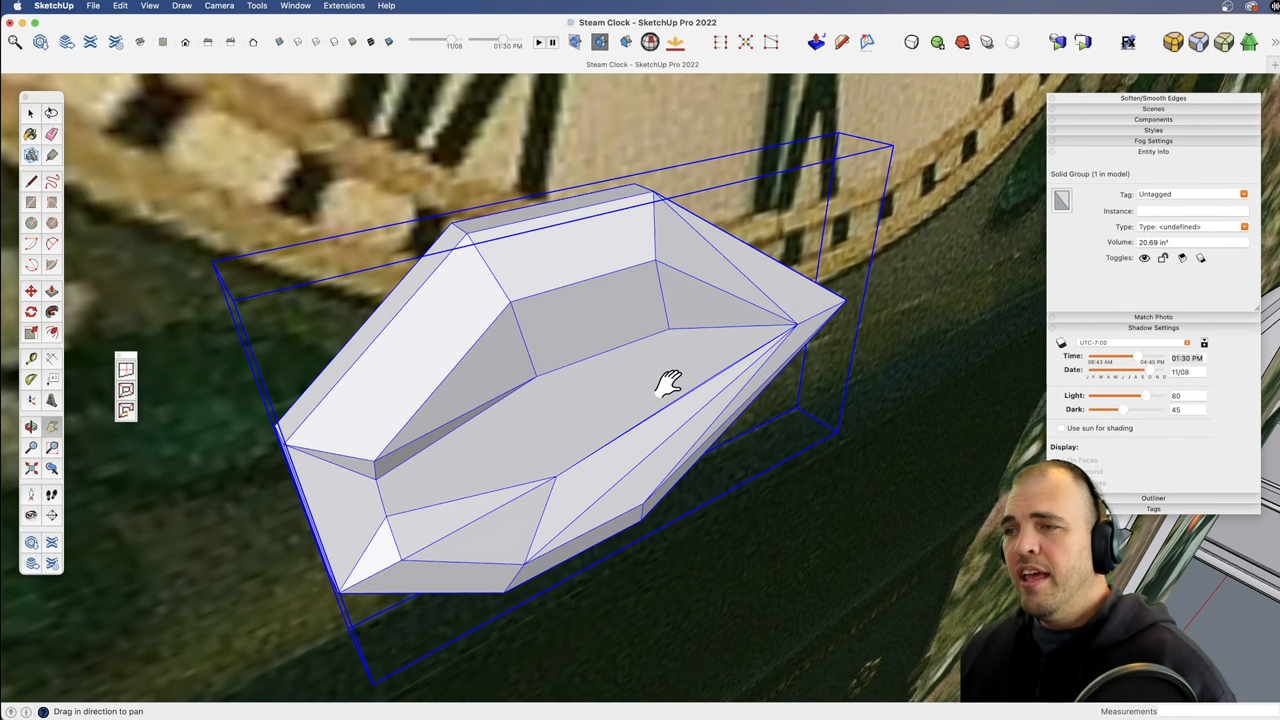 SketchUp File Edit View Draw Camera Tools Window Extensions Help
Steam Clock - SketchUp Pro 2022
11/08 01:30 PM
Steam Clock - SketchUp Pro 2022
Soften/Smooth Edges
Scenes
Components
Styles
Fog Settings
Entity Info
Solid Group (1 in model)
Tag: Untagged
Instance:
Type: Type: <undefined>
Volume: 20.69 in³
Toggles:
Match Photo
Shadow Settings
UTC-7:00
Time: 01:30 PM
06:43 AM 04:45 PM
Date: 11/08
J F M A M J J A S O N D
Light: 80
Dark: 45
Use sun for shading
Display:
On Faces
Outliner
Tags
Drag in direction to pan
Measurements